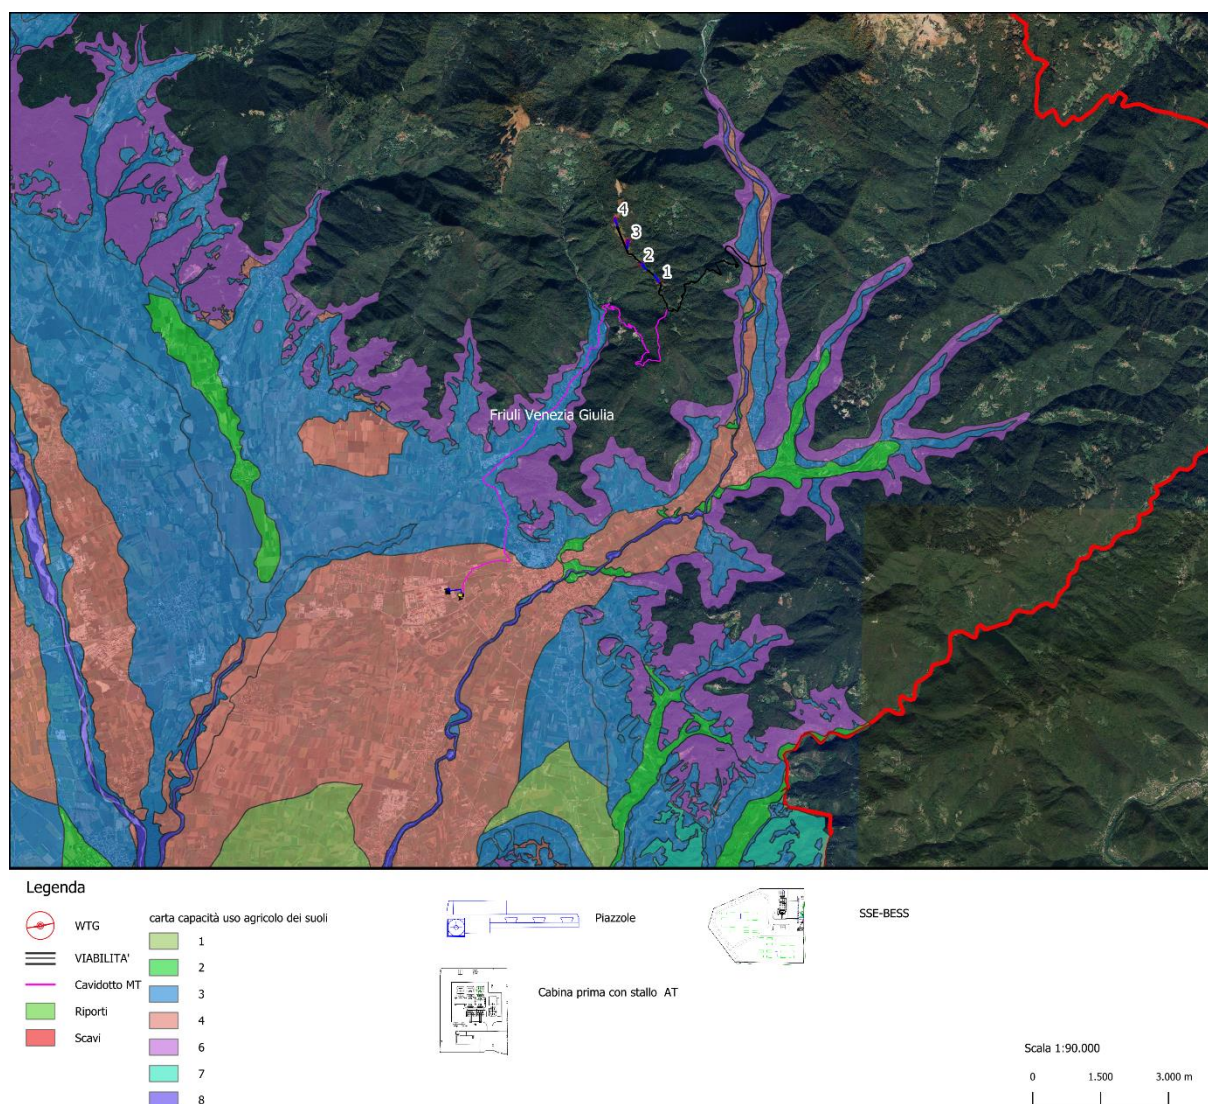 4
3
2
1
Friuli Venezia Giulia
Legenda
WTG
VIABILITA'
Cavidotto MT
Riporti
Scavi
carta capacità uso agricolo dei suoli
1
2
3
4
6
7
8
Piazzole
Cabina prima con stallo AT
SSE-BESS
Scala 1:90.000
0 1.500 3.000 m